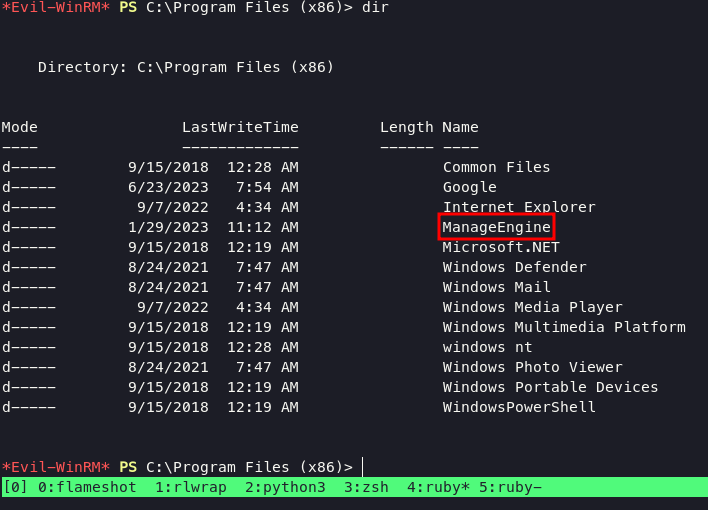 *Evil-WinRM* PS C:\Program Files (x86)> dir
Directory: C:\Program Files (x86)
Mode LastWriteTime Length Name
---- ------------- ------ ----
d----- 9/15/2018 12:28 AM Common Files
d----- 6/23/2023 7:54 AM Google
d----- 9/7/2022 4:34 AM Internet Explorer
d----- 1/29/2023 11:12 AM ManageEngine
d----- 9/15/2018 12:19 AM Microsoft.NET
d----- 8/24/2021 7:47 AM Windows Defender
d----- 8/24/2021 7:47 AM Windows Mail
d----- 9/7/2022 4:34 AM Windows Media Player
d----- 9/15/2018 12:19 AM Windows Multimedia Platform
d----- 9/15/2018 12:28 AM windows nt
d----- 8/24/2021 7:47 AM Windows Photo Viewer
d----- 9/15/2018 12:19 AM Windows Portable Devices
d----- 9/15/2018 12:19 AM WindowsPowerShell
*Evil-WinRM* PS C:\Program Files (x86)>
[0] 0:flameshot 1:rlwrap 2:python3 3:zsh 4:ruby* 5:ruby-